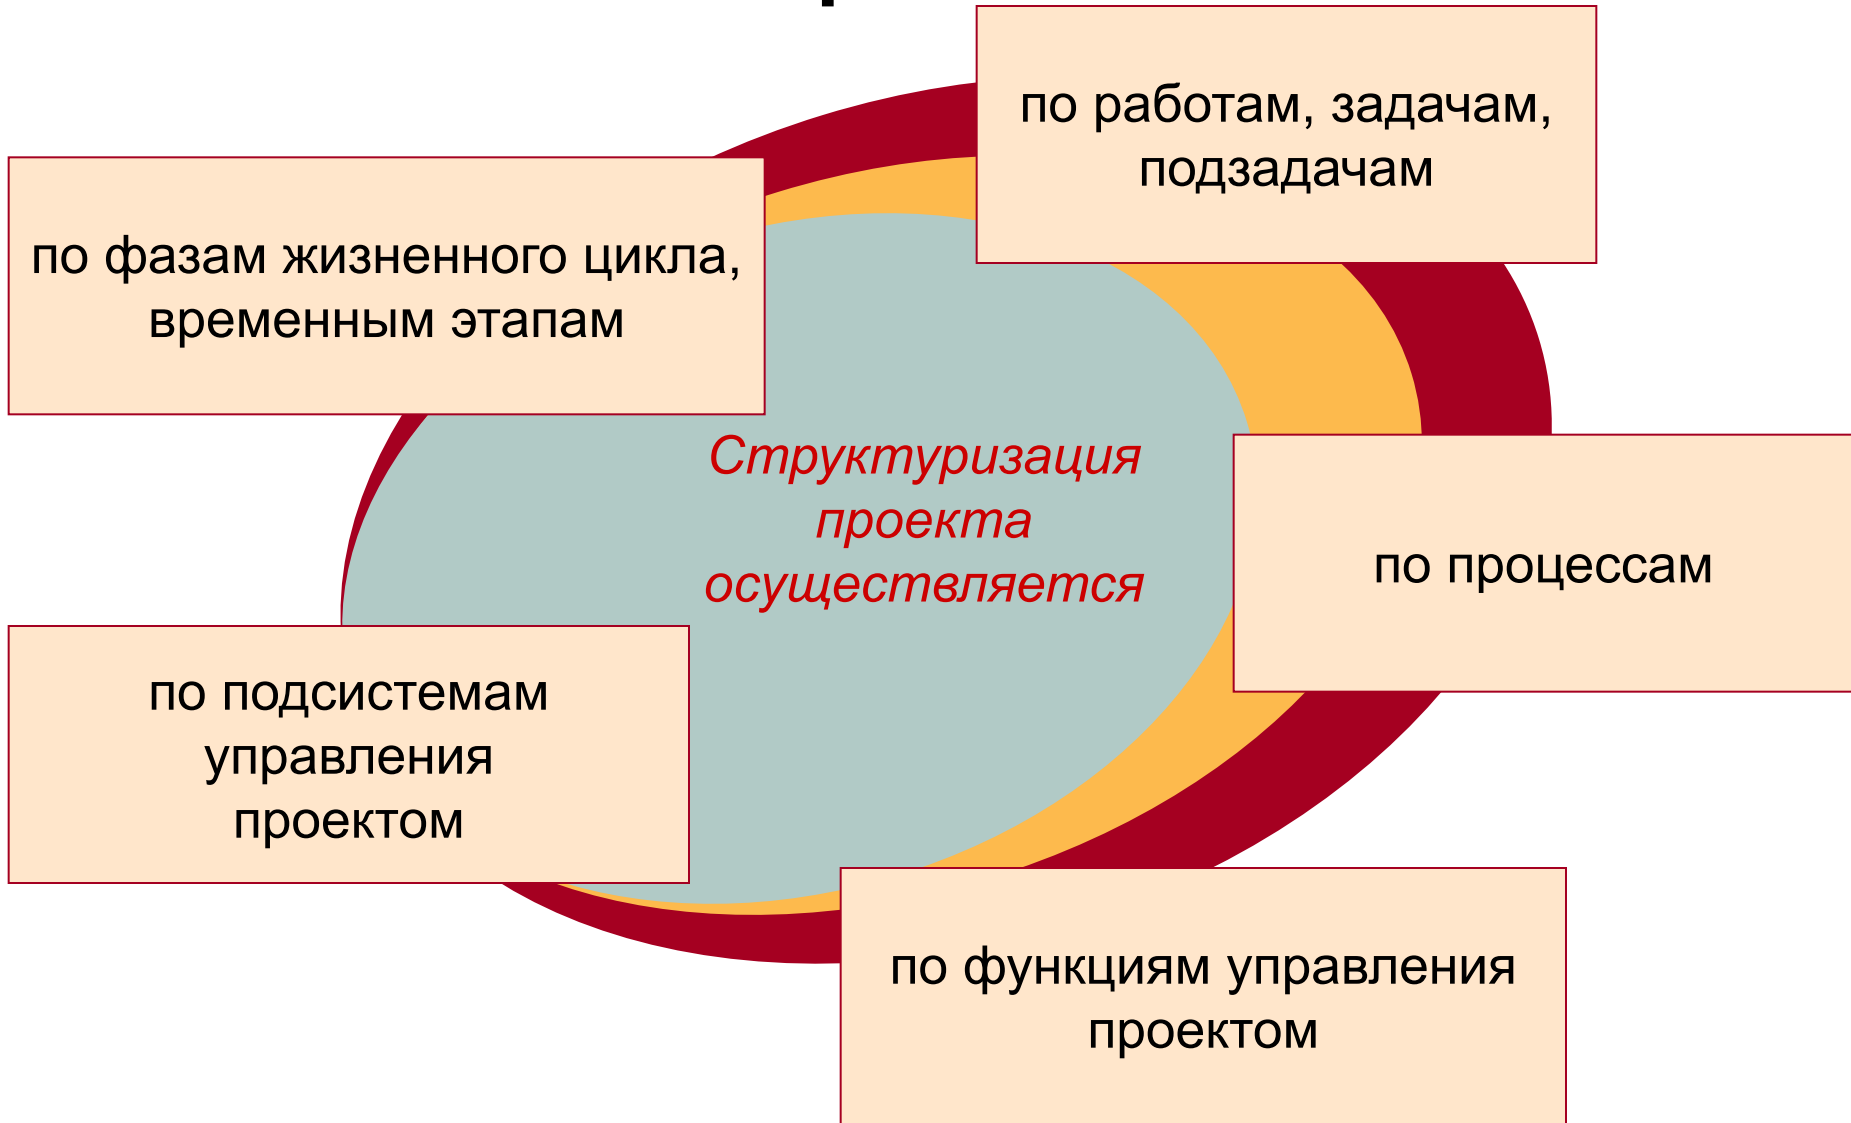 по работам, задачам,
подзадачам
по фазам жизненного цикла,
временным этапам
Структуризация
проекта
осуществляется
по процессам
по подсистемам
управления
проектом
по функциям управления
проектом